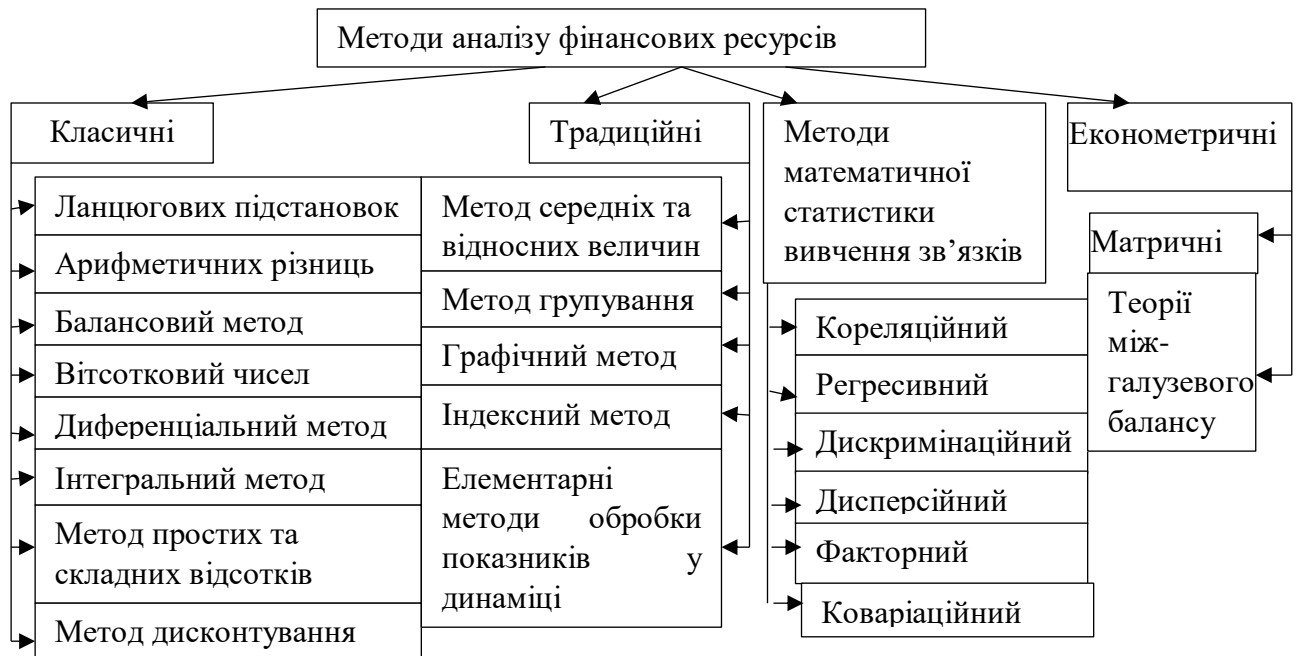 Методи аналізу фінансових ресурсів
Класичні
Традиційні
Методи
математичної
статистики
вивчення зв’язків
Економетричні
Ланцюгових підстановок
Арифметичних різниць
Балансовий метод
Вітсотковий чисел
Диференціальний метод
Інтегральний метод
Метод простих та
складних відсотків
Метод дисконтування
Метод середніх та
відносних величин
Метод групування
Графічний метод
Індексний метод
Елементарні
методи обробки
показників у
динаміці
Кореляційний
Регресивний
Дискримінаційний
Дисперсійний
Факторний
Коваріаційний
Матричні
Теорії
між-
галузевого
балансу